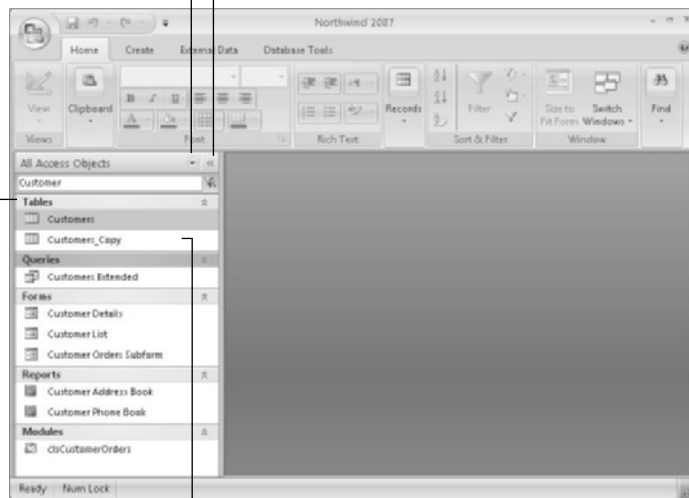 Northwind 2007
Home Create External Data Database Tools
View Clipboard B I U A Records Filter Size to Fit Form Switch Windows Find
Views Font Rich Text Sort & Filter Window
All Access Objects
Customer
Tables
Customers
Customers_Copy
Queries
Customers Extended
Forms
Customer Details
Customer List
Customer Orders Subform
Reports
Customer Address Book
Customer Phone Book
Modules
clsCustomerOrders
Ready Num Lock